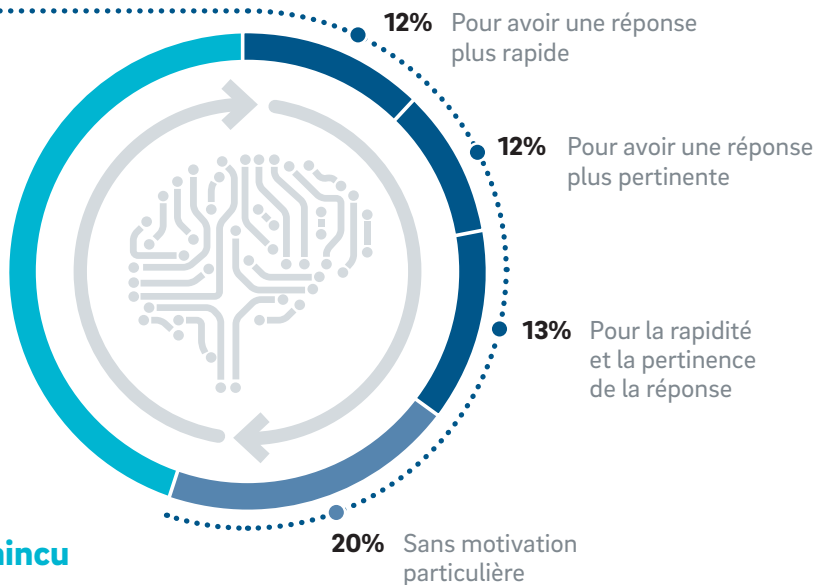 12% Pour avoir une réponse
plus rapide
12% Pour avoir une réponse
plus pertinente
13% Pour la rapidité
et la pertinence
de la réponse
20% Sans motivation
particulière